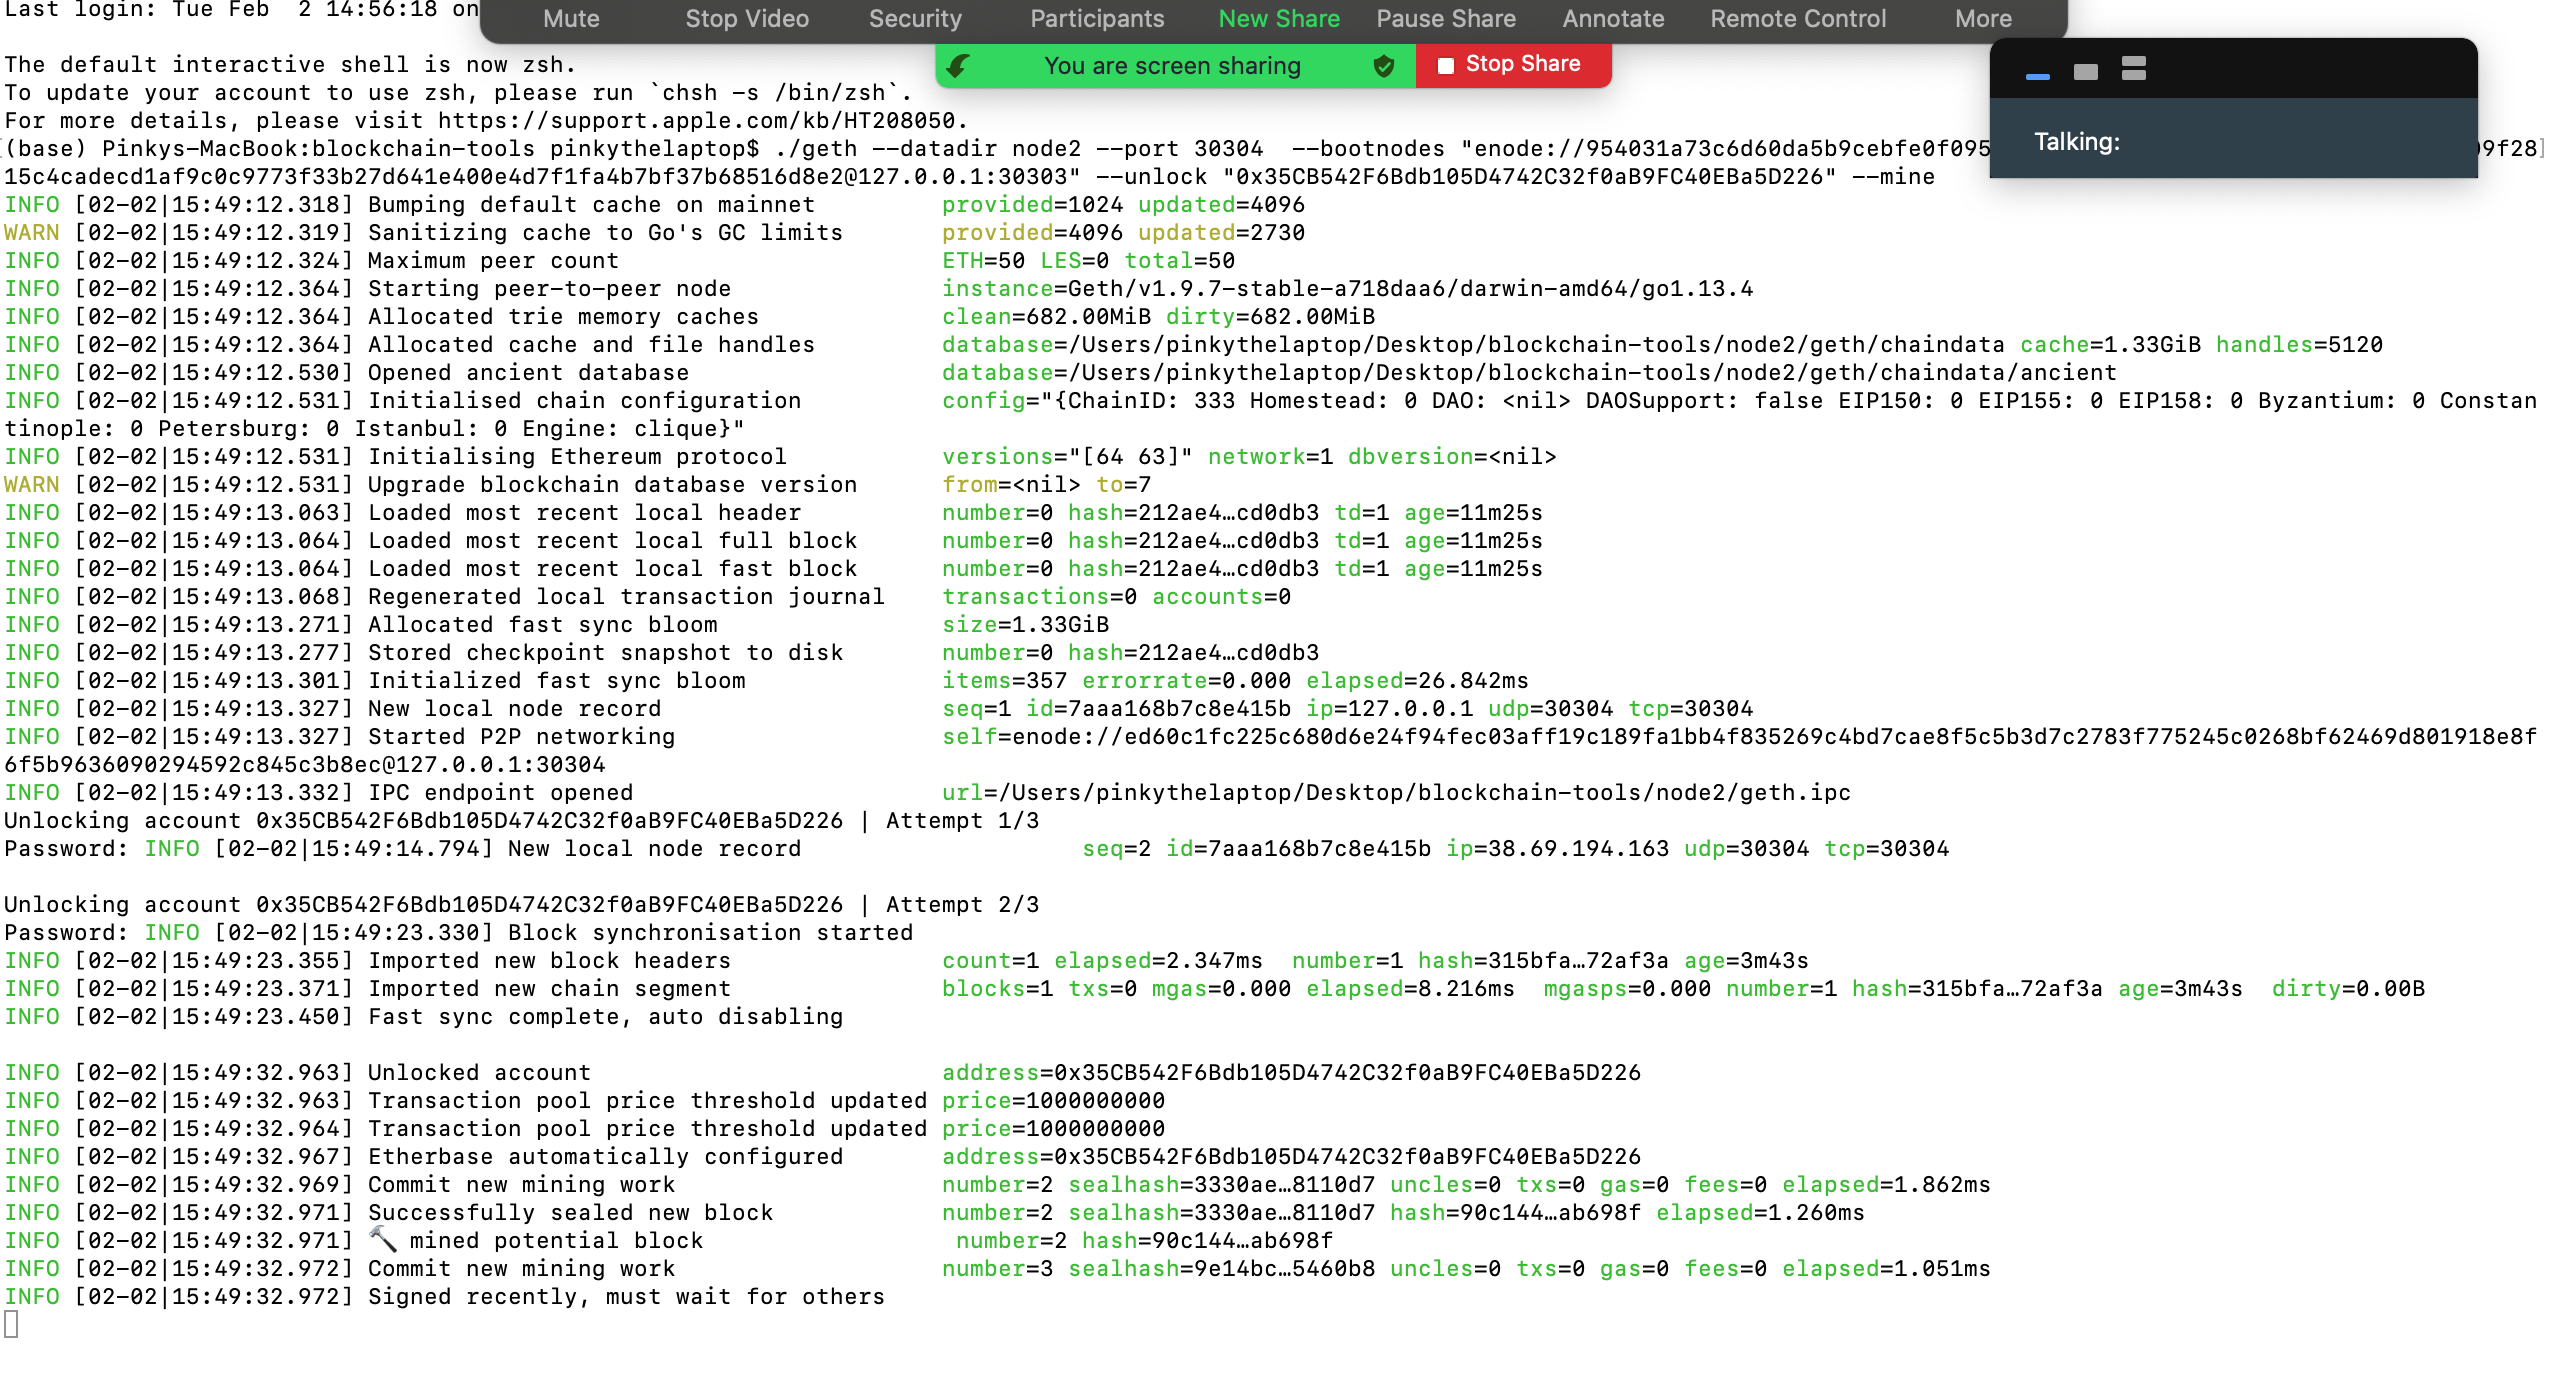 Last login: Tue Feb  2 14:56:18 on
Mute Stop Video Security Participants New Share Pause Share Annotate Remote Control More
You are screen sharing Stop Share
Talking:
The default interactive shell is now zsh.
To update your account to use zsh, please run `chsh -s /bin/zsh`.
For more details, please visit https://support.apple.com/kb/HT208050.
(base) Pinkys-MacBook:blockchain-tools pinkythelaptop$ ./geth --datadir node2 --port 30304  --bootnodes "enode://954031a73c6d60da5b9cebfe0f095 9f28
15c4cadecd1af9c0c9773f33b27d641e400e4d7f1fa4b7bf37b68516d8e2@127.0.0.1:30303" --unlock "0x35CB542F6Bdb105D4742C32f0aB9FC40EBa5D226" --mine
INFO [02-02|15:49:12.318] Bumping default cache on mainnet         provided=1024 updated=4096
WARN [02-02|15:49:12.319] Sanitizing cache to Go's GC limits       provided=4096 updated=2730
INFO [02-02|15:49:12.324] Maximum peer count                       ETH=50 LES=0 total=50
INFO [02-02|15:49:12.364] Starting peer-to-peer node               instance=Geth/v1.9.7-stable-a718daa6/darwin-amd64/go1.13.4
INFO [02-02|15:49:12.364] Allocated trie memory caches             clean=682.00MiB dirty=682.00MiB
INFO [02-02|15:49:12.364] Allocated cache and file handles         database=/Users/pinkythelaptop/Desktop/blockchain-tools/node2/geth/chaindata cache=1.33GiB handles=5120
INFO [02-02|15:49:12.530] Opened ancient database                  database=/Users/pinkythelaptop/Desktop/blockchain-tools/node2/geth/chaindata/ancient
INFO [02-02|15:49:12.531] Initialised chain configuration          config="{ChainID: 333 Homestead: 0 DAO: <nil> DAOSupport: false EIP150: 0 EIP155: 0 EIP158: 0 Byzantium: 0 Constan
tinople: 0 Petersburg: 0 Istanbul: 0 Engine: clique}"
INFO [02-02|15:49:12.531] Initialising Ethereum protocol           versions="[64 63]" network=1 dbversion=<nil>
WARN [02-02|15:49:12.531] Upgrade blockchain database version      from=<nil> to=7
INFO [02-02|15:49:13.063] Loaded most recent local header          number=0 hash=212ae4…cd0db3 td=1 age=11m25s
INFO [02-02|15:49:13.064] Loaded most recent local full block      number=0 hash=212ae4…cd0db3 td=1 age=11m25s
INFO [02-02|15:49:13.064] Loaded most recent local fast block      number=0 hash=212ae4…cd0db3 td=1 age=11m25s
INFO [02-02|15:49:13.068] Regenerated local transaction journal    transactions=0 accounts=0
INFO [02-02|15:49:13.271] Allocated fast sync bloom                size=1.33GiB
INFO [02-02|15:49:13.277] Stored checkpoint snapshot to disk       number=0 hash=212ae4…cd0db3
INFO [02-02|15:49:13.301] Initialized fast sync bloom              items=357 errorrate=0.000 elapsed=26.842ms
INFO [02-02|15:49:13.327] New local node record                    seq=1 id=7aaa168b7c8e415b ip=127.0.0.1 udp=30304 tcp=30304
INFO [02-02|15:49:13.327] Started P2P networking                   self=enode://ed60c1fc225c680d6e24f94fec03aff19c189fa1bb4f835269c4bd7cae8f5c5b3d7c2783f775245c0268bf62469d801918e8f
6f5b9636090294592c845c3b8ec@127.0.0.1:30304
INFO [02-02|15:49:13.332] IPC endpoint opened                      url=/Users/pinkythelaptop/Desktop/blockchain-tools/node2/geth.ipc
Unlocking account 0x35CB542F6Bdb105D4742C32f0aB9FC40EBa5D226 | Attempt 1/3
Password: INFO [02-02|15:49:14.794] New local node record                    seq=2 id=7aaa168b7c8e415b ip=38.69.194.163 udp=30304 tcp=30304
Unlocking account 0x35CB542F6Bdb105D4742C32f0aB9FC40EBa5D226 | Attempt 2/3
Password: INFO [02-02|15:49:23.330] Block synchronisation started
INFO [02-02|15:49:23.355] Imported new block headers               count=1 elapsed=2.347ms  number=1 hash=315bfa…72af3a age=3m43s
INFO [02-02|15:49:23.371] Imported new chain segment               blocks=1 txs=0 mgas=0.000 elapsed=8.216ms  mgasps=0.000 number=1 hash=315bfa…72af3a age=3m43s  dirty=0.00B
INFO [02-02|15:49:23.450] Fast sync complete, auto disabling
INFO [02-02|15:49:32.963] Unlocked account                         address=0x35CB542F6Bdb105D4742C32f0aB9FC40EBa5D226
INFO [02-02|15:49:32.963] Transaction pool price threshold updated price=1000000000
INFO [02-02|15:49:32.964] Transaction pool price threshold updated price=1000000000
INFO [02-02|15:49:32.967] Etherbase automatically configured       address=0x35CB542F6Bdb105D4742C32f0aB9FC40EBa5D226
INFO [02-02|15:49:32.969] Commit new mining work                   number=2 sealhash=3330ae…8110d7 uncles=0 txs=0 gas=0 fees=0 elapsed=1.862ms
INFO [02-02|15:49:32.971] Successfully sealed new block            number=2 sealhash=3330ae…8110d7 hash=90c144…ab698f elapsed=1.260ms
INFO [02-02|15:49:32.971] 🔨 mined potential block                  number=2 hash=90c144…ab698f
INFO [02-02|15:49:32.972] Commit new mining work                   number=3 sealhash=9e14bc…5460b8 uncles=0 txs=0 gas=0 fees=0 elapsed=1.051ms
INFO [02-02|15:49:32.972] Signed recently, must wait for others